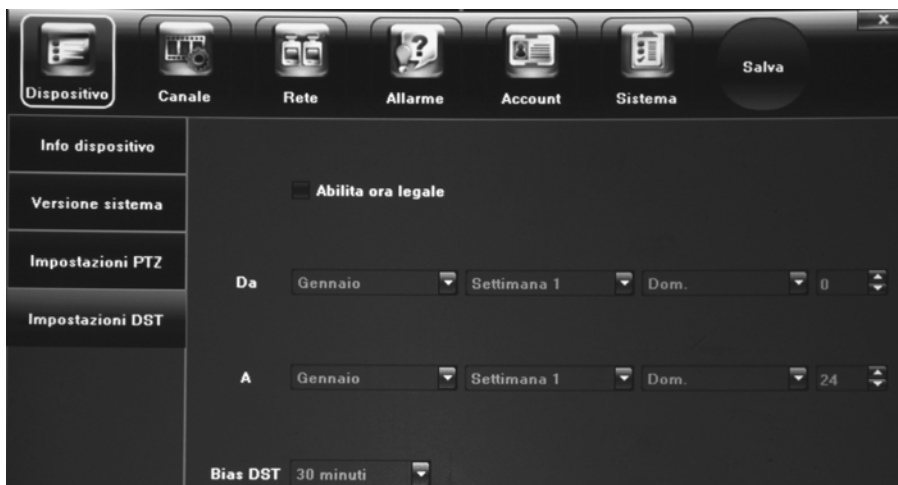 X
Salva
Dispositivo Canale Rete Allarme Account Sistema
Info dispositivo
Abilita ora legale
Versione sistema
Impostazioni PTZ
Da Gennaio Settimana 1 Dom. 0
Impostazioni DST
A Gennaio Settimana 1 Dom. 24
Bias DST 30 minuti